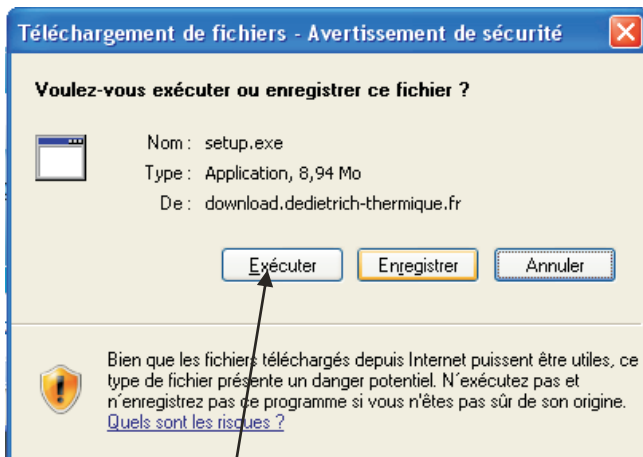 Téléchargement de fichiers - Avertissement de sécurité
Voulez-vous exécuter ou enregistrer ce fichier ?
Nom : setup.exe
Type : Application, 8,94 Mo
De : download.dedietrich-thermique.fr
Exécuter Enregistrer Annuler
Bien que les fichiers téléchargés depuis Internet puissent être utiles, ce
type de fichier présente un danger potentiel. N´exécutez pas et
n´enregistrez pas ce programme si vous n'êtes pas sûr de son origine.
Quels sont les risques ?